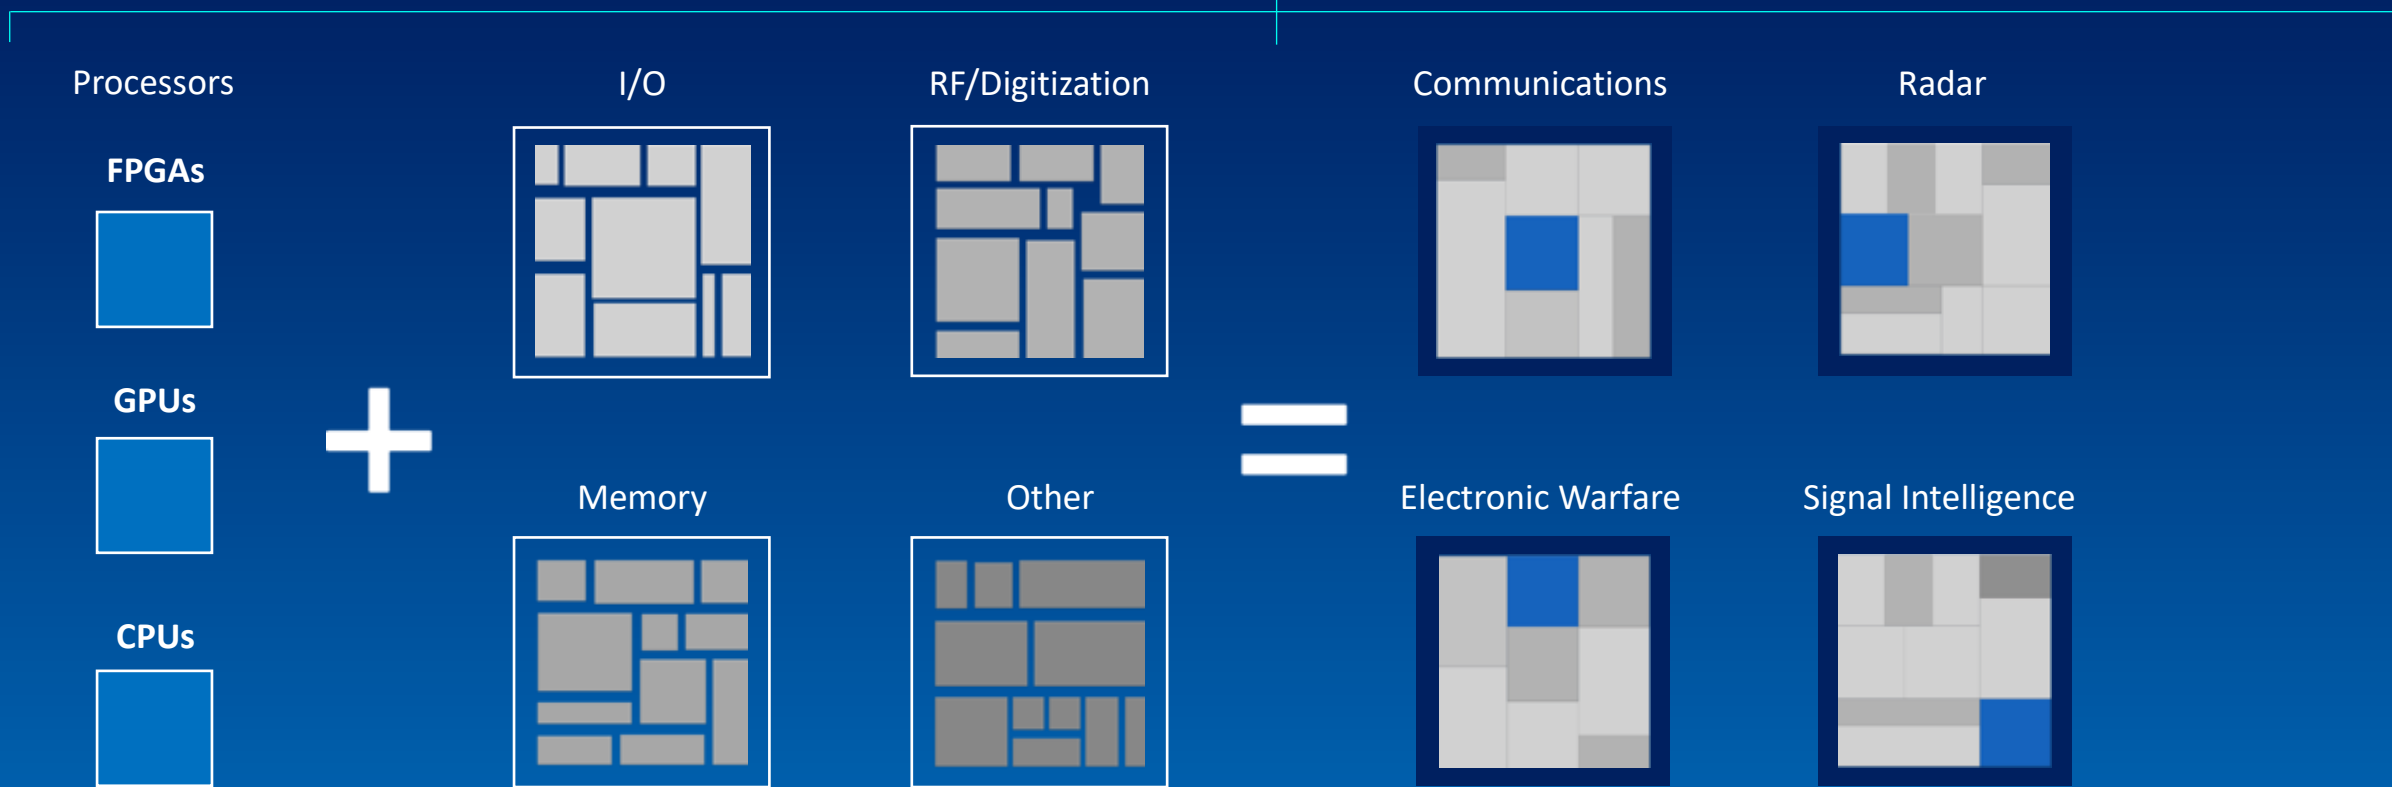 Processors
FPGAs
GPUs
CPUs
I/O
RF/Digitization
Memory
Other
Communications
Radar
Electronic Warfare
Signal Intelligence